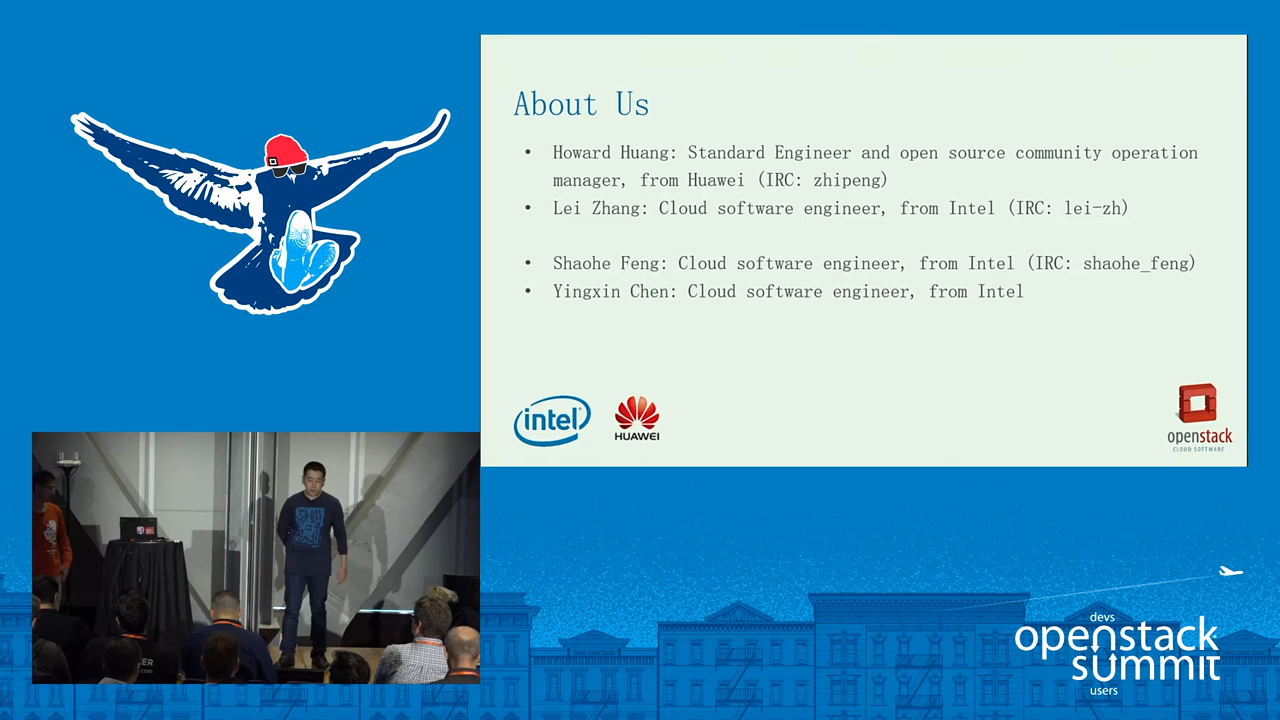 About Us
• Howard Huang: Standard Engineer and open source community operation
manager, from Huawei (IRC: zhipeng)
• Lei Zhang: Cloud software engineer, from Intel (IRC: lei-zh)
• Shaohe Feng: Cloud software engineer, from Intel (IRC: shaohe_feng)
• Yingxin Chen: Cloud software engineer, from Intel
intel
HUAWEI
openstack
CLOUD SOFTWARE
devs
openstack
summit
users